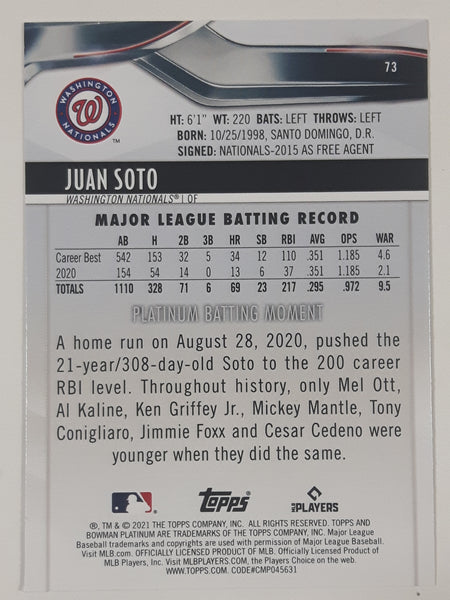 73
WASHINGTON NATIONALS
W
TM
HT: 6'1" WT: 220 BATS: LEFT THROWS: LEFT
BORN: 10/25/1998, SANTO DOMINGO, D.R.
SIGNED: NATIONALS-2015 AS FREE AGENT
JUAN SOTO
WASHINGTON NATIONALS® | OF
MAJOR LEAGUE BATTING RECORD
AB H 2B 3B HR SB RBI AVG OPS WAR
Career Best 542 153 32 5 34 12 110 .351 1.185 4.6
2020 154 54 14 0 13 6 37 .351 1.185 2.1
TOTALS 1110 328 71 6 69 23 217 .295 .972 9.5
PLATINUM BATTING MOMENT
A home run on August 28, 2020, pushed the
21-year/308-day-old Soto to the 200 career
RBI level. Throughout history, only Mel Ott,
Al Kaline, Ken Griffey Jr., Mickey Mantle, Tony
Conigliaro, Jimmie Foxx and Cesar Cedeno were
younger when they did the same.
topps
MLB PLAYERS
®, TM & © 2021 THE TOPPS COMPANY, INC. ALL RIGHTS RESERVED. TOPPS AND
BOWMAN PLATINUM ARE TRADEMARKS OF THE TOPPS COMPANY, INC. Major League
Baseball trademarks and copyrights are used with permission of Major League Baseball.
Visit MLB.com. OFFICIALLY LICENSED PRODUCT OF MLB. Officially Licensed Product of
MLB Players, Inc. Visit MLBPLAYERS.com, the Players Choice on the web.
WWW.TOPPS.COM. CODE#CMP045631